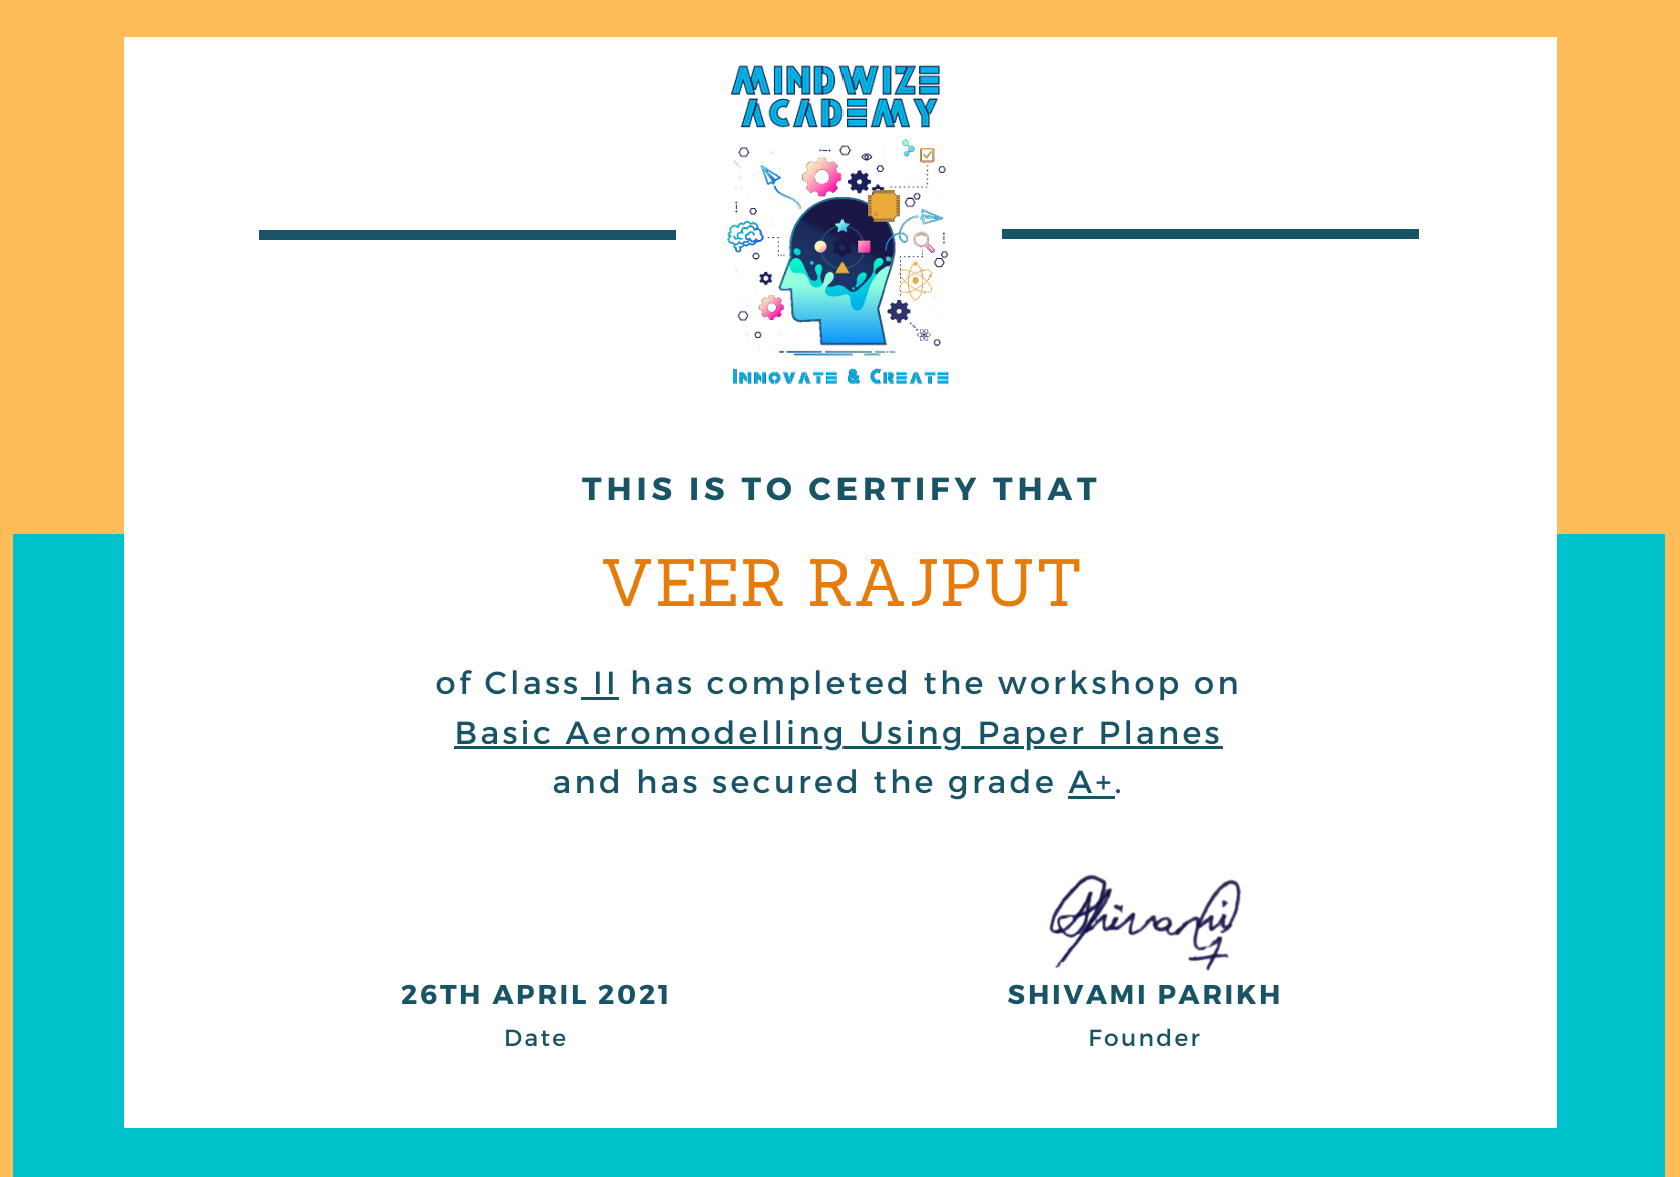 MINDWIZE
ACADEMY
INNOVATE & CREATE
THIS IS TO CERTIFY THAT
VEER RAJPUT
of Class II has completed the workshop on
Basic Aeromodelling Using Paper Planes
and has secured the grade A+.
Shivami
26TH APRIL 2021
SHIVAMI PARIKH
Date
Founder